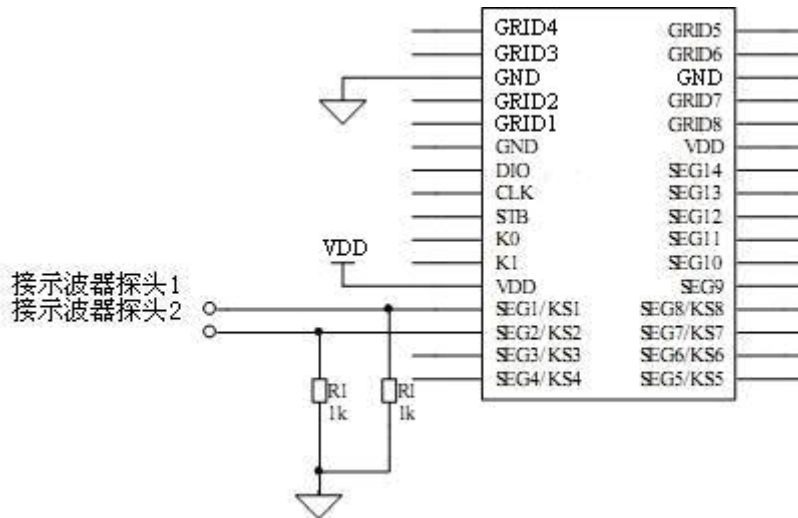 GRID4 GRID5
GRID3 GRID6
GND GND
GRID2 GRID7
GRID1 GRID8
GND VDD
DIO SEG14
CLK SEG13
STB SEG12
VDD K0 SEG11
K1 SEG10
接示波器探头1 VDD SEG9
接示波器探头2 SEG1/KS1 SEG8/KS8
SEG2/KS2 SEG7/KS7
SEG3/KS3 SEG6/KS6
SEG4/KS4 SEG5/KS5
R1 R1
1k 1k